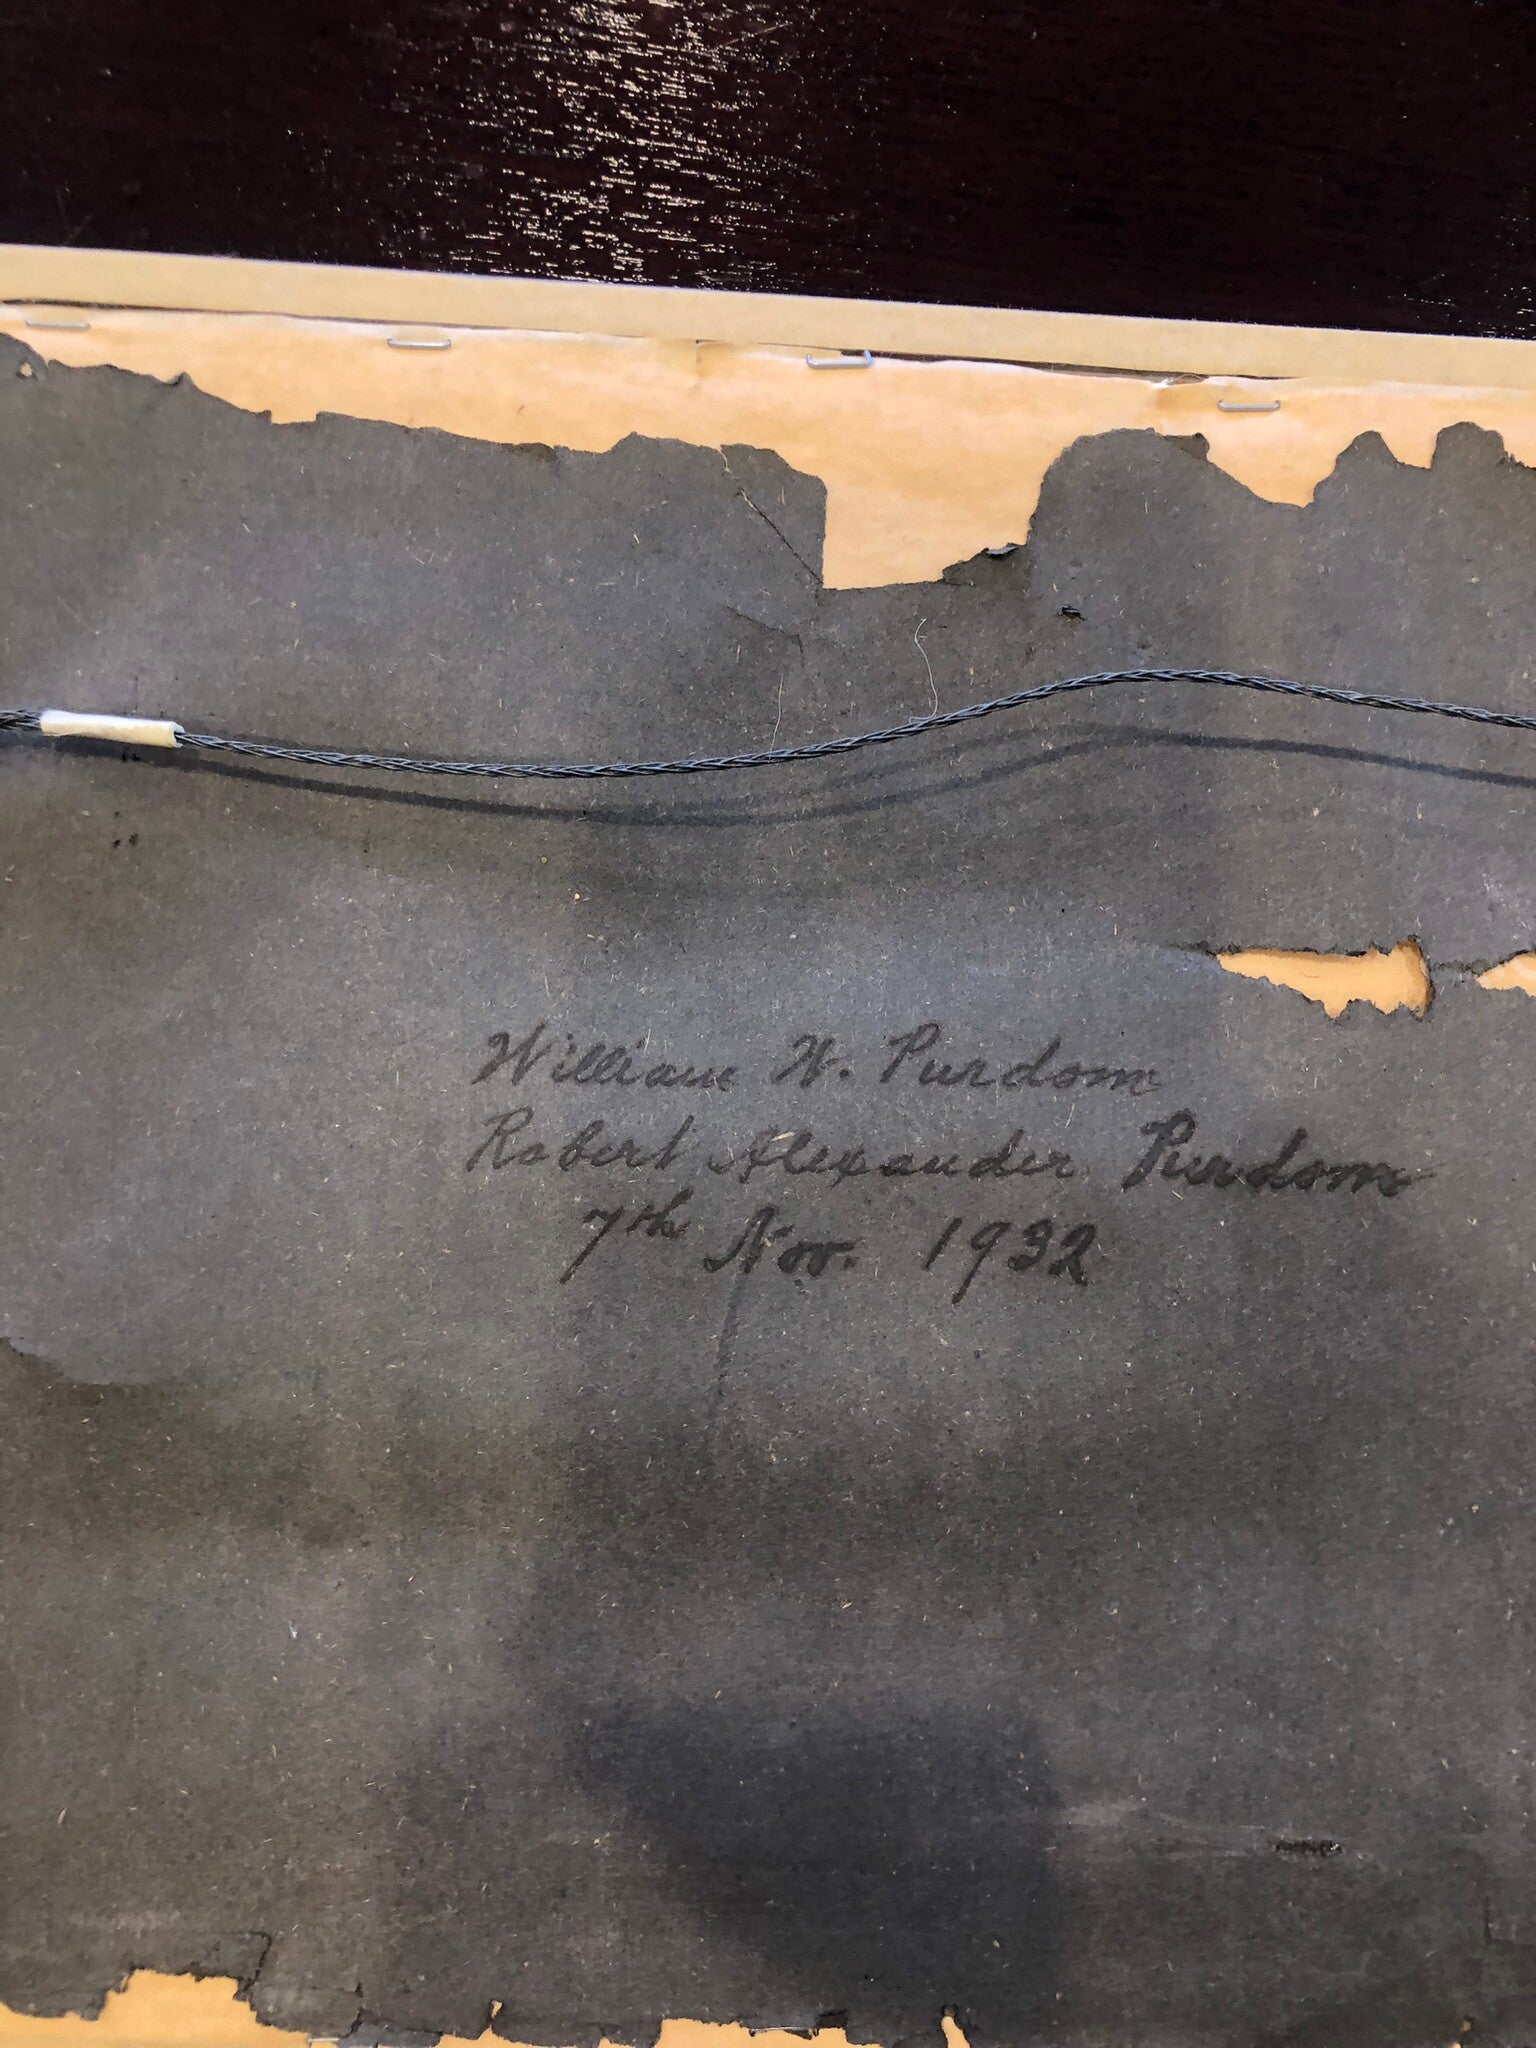 William W. Purdom
Robert Alexander Purdom
7th Nov. 1932